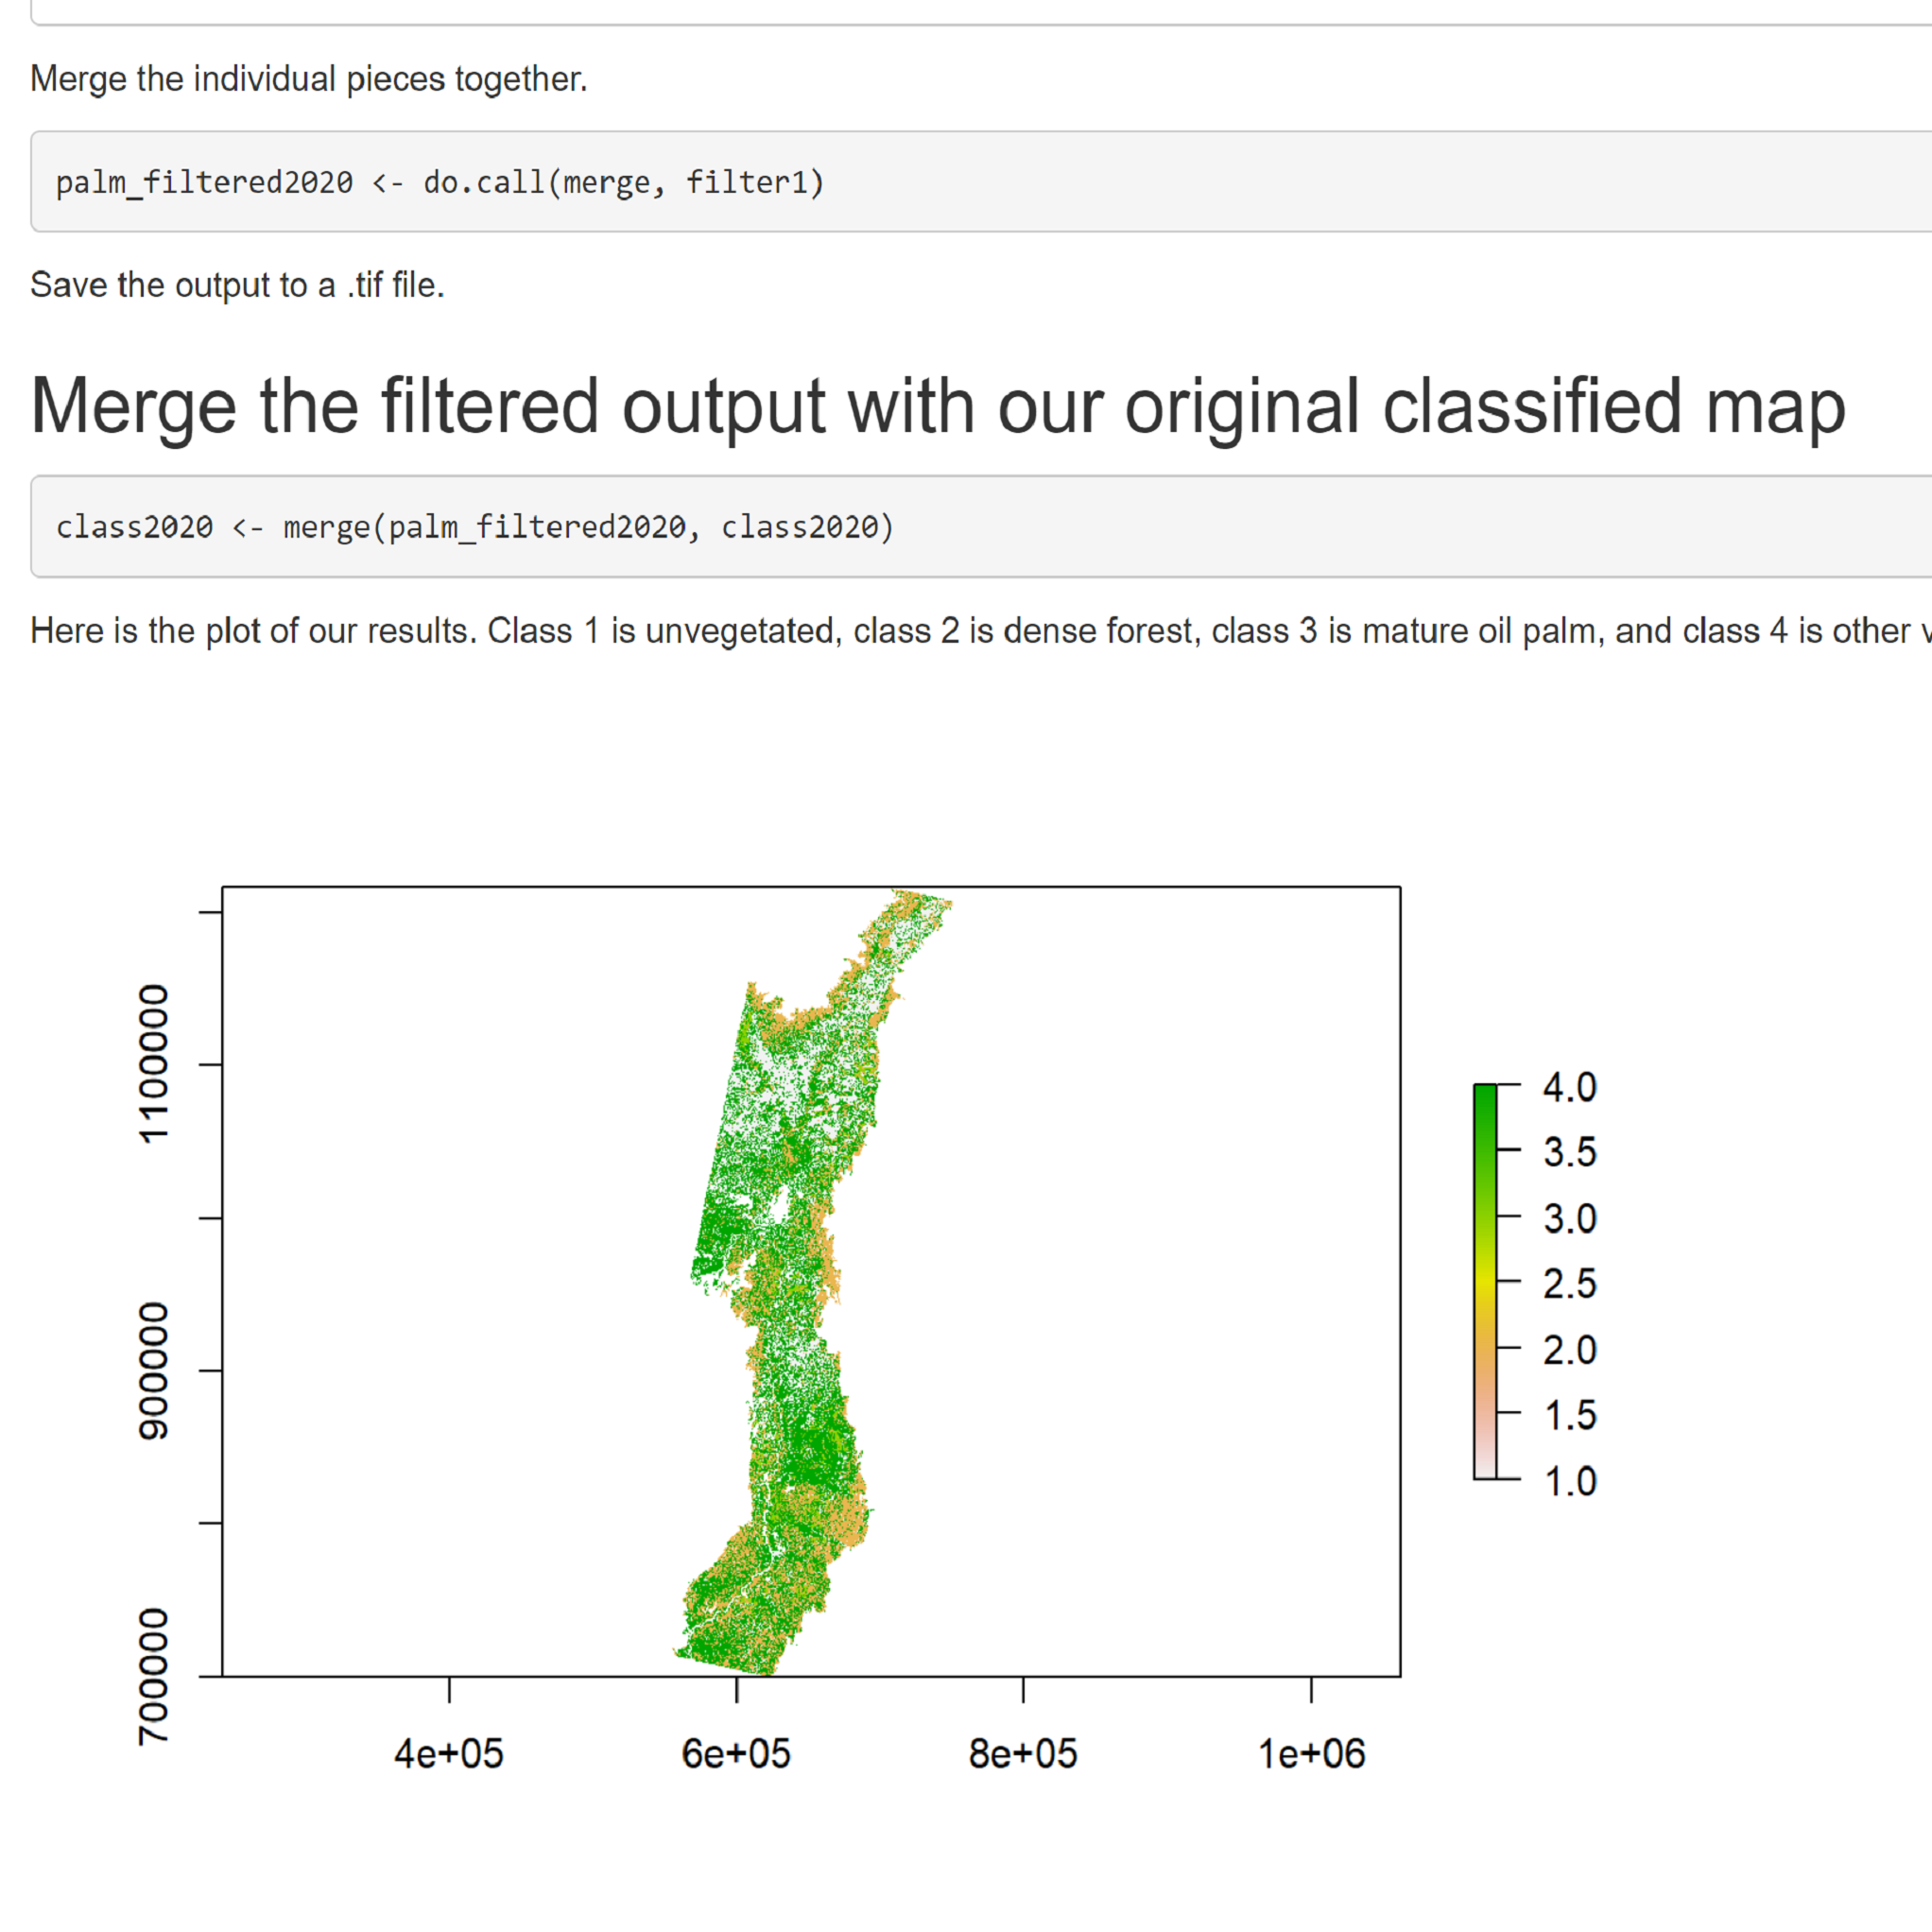 Merge the individual pieces together.
palm_filtered2020 <- do.call(merge, filter1)
Save the output to a .tif file.
Merge the filtered output with our original classified map
class2020 <- merge(palm_filtered2020, class2020)
Here is the plot of our results. Class 1 is unvegetated, class 2 is dense forest, class 3 is mature oil palm, and class 4 is other
1100000
900000
700000
4e+05 6e+05 8e+05 1e+06
4.0
3.5
3.0
2.5
2.0
1.5
1.0